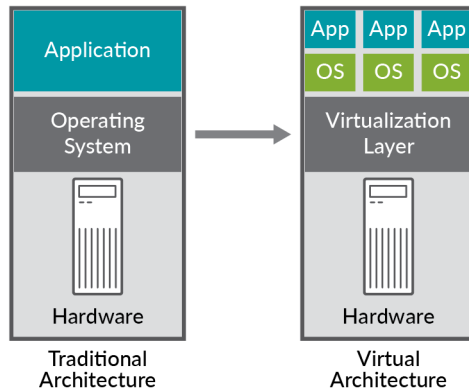 Application
Operating
System
Hardware
Traditional
Architecture
App App App
OS OS OS
Virtualization
Layer
Hardware
Virtual
Architecture